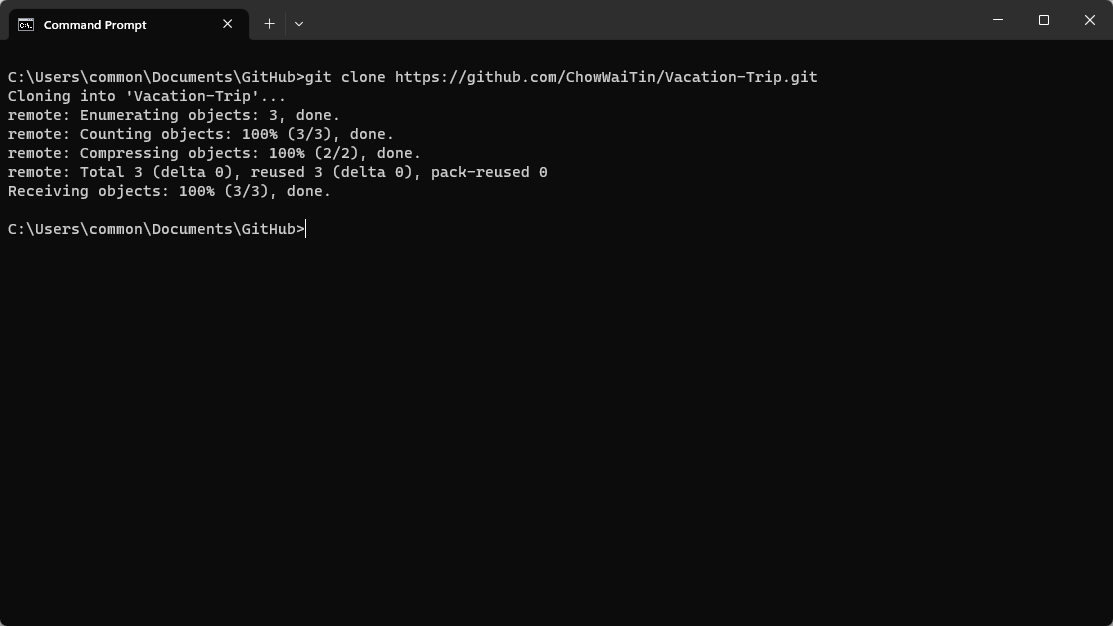 Command Prompt
C:\Users\common\Documents\GitHub>git clone https://github.com/ChowWaiTin/Vacation-Trip.git
Cloning into 'Vacation-Trip'...
remote: Enumerating objects: 3, done.
remote: Counting objects: 100% (3/3), done.
remote: Compressing objects: 100% (2/2), done.
remote: Total 3 (delta 0), reused 3 (delta 0), pack-reused 0
Receiving objects: 100% (3/3), done.
C:\Users\common\Documents\GitHub>